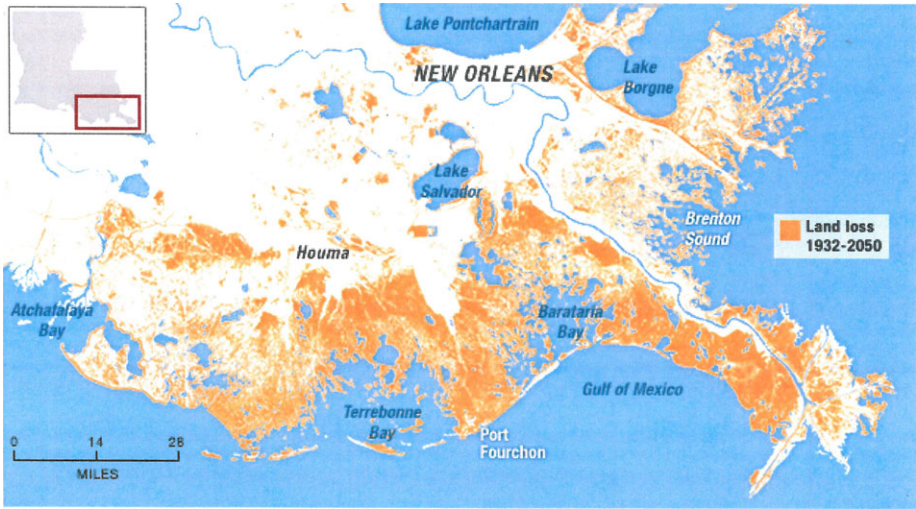 Lake Pontchartrain
NEW ORLEANS
Lake
Borgne
Lake
Salvador
Brenton
Sound
Land loss
1932-2050
Houma
Atchafalaya
Bay
Barataria
Bay
Gulf of Mexico
Terrebonne
Bay
Port
Fourchon
0 14 28
MILES